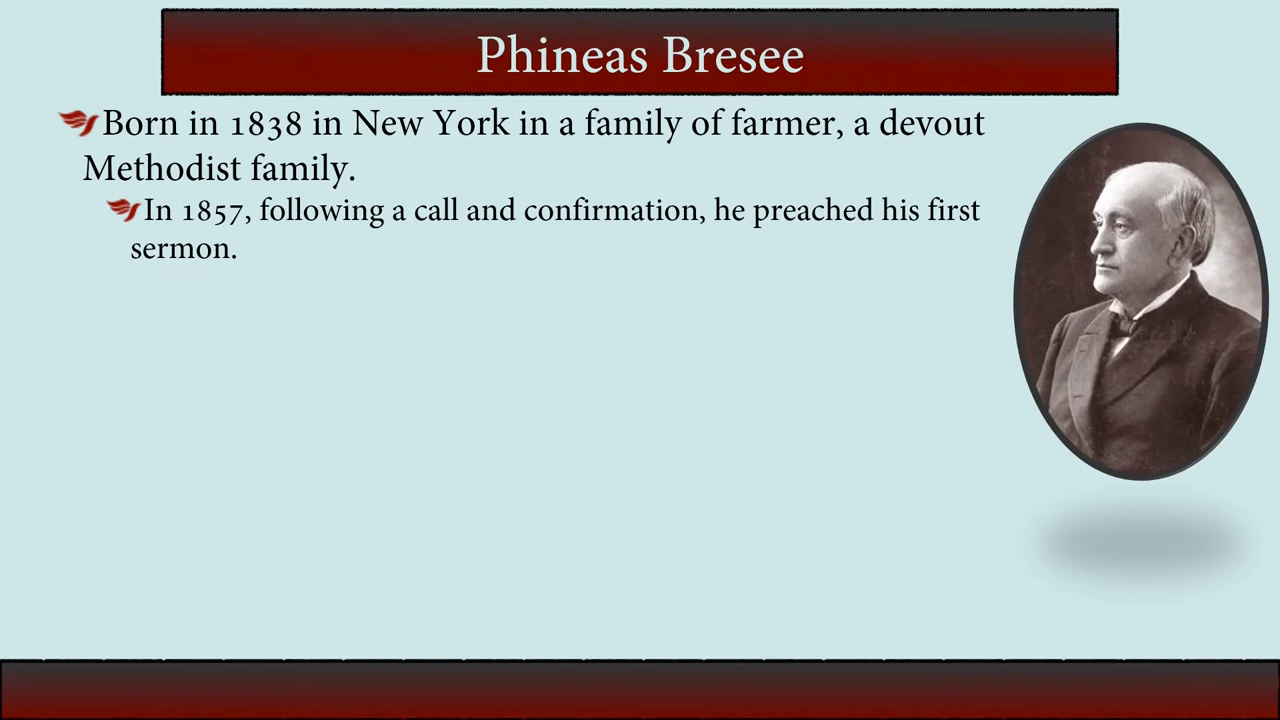 Phineas Bresee
Born in 1838 in New York in a family of farmer, a devout
Methodist family.
In 1857, following a call and confirmation, he preached his first
sermon.